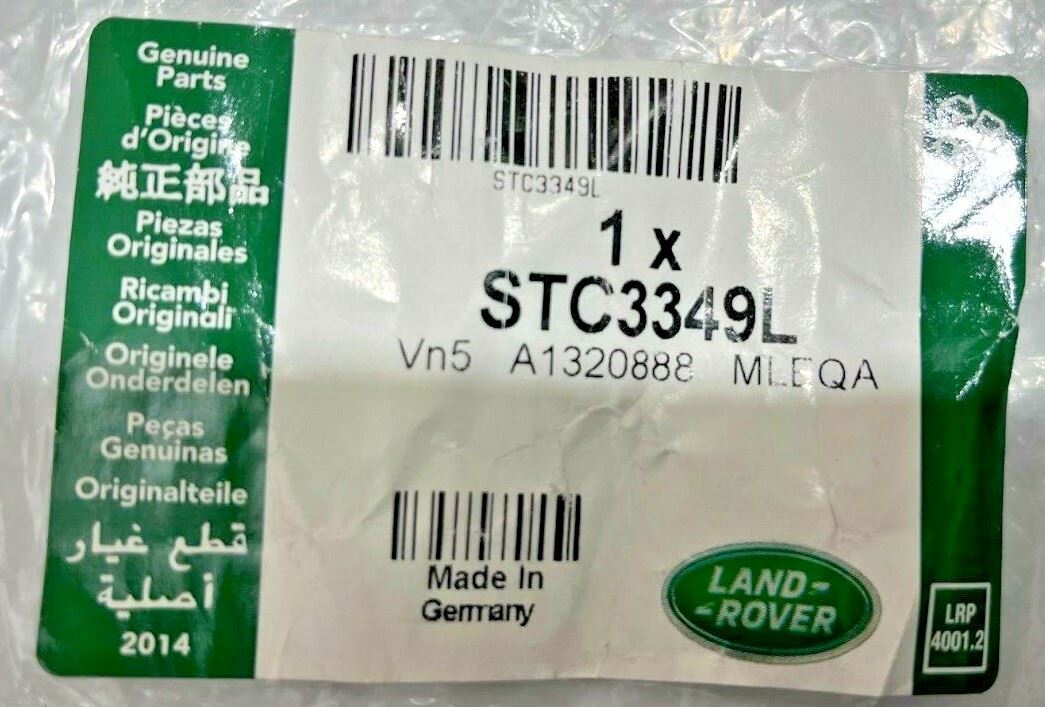 Genuine
Parts
Pièces
d'Origine
純正部品
Piezas
Originales
Ricambi
Originali
Originele
Onderdelen
Peças
Genuinas
Originalteile
قطع غيار
أصلية
2014
STC3349L
1 x
STC3349L
Vn5 A1320888 MLEQA
Made In
Germany
LAND-
-ROVER
LRP
4001.2